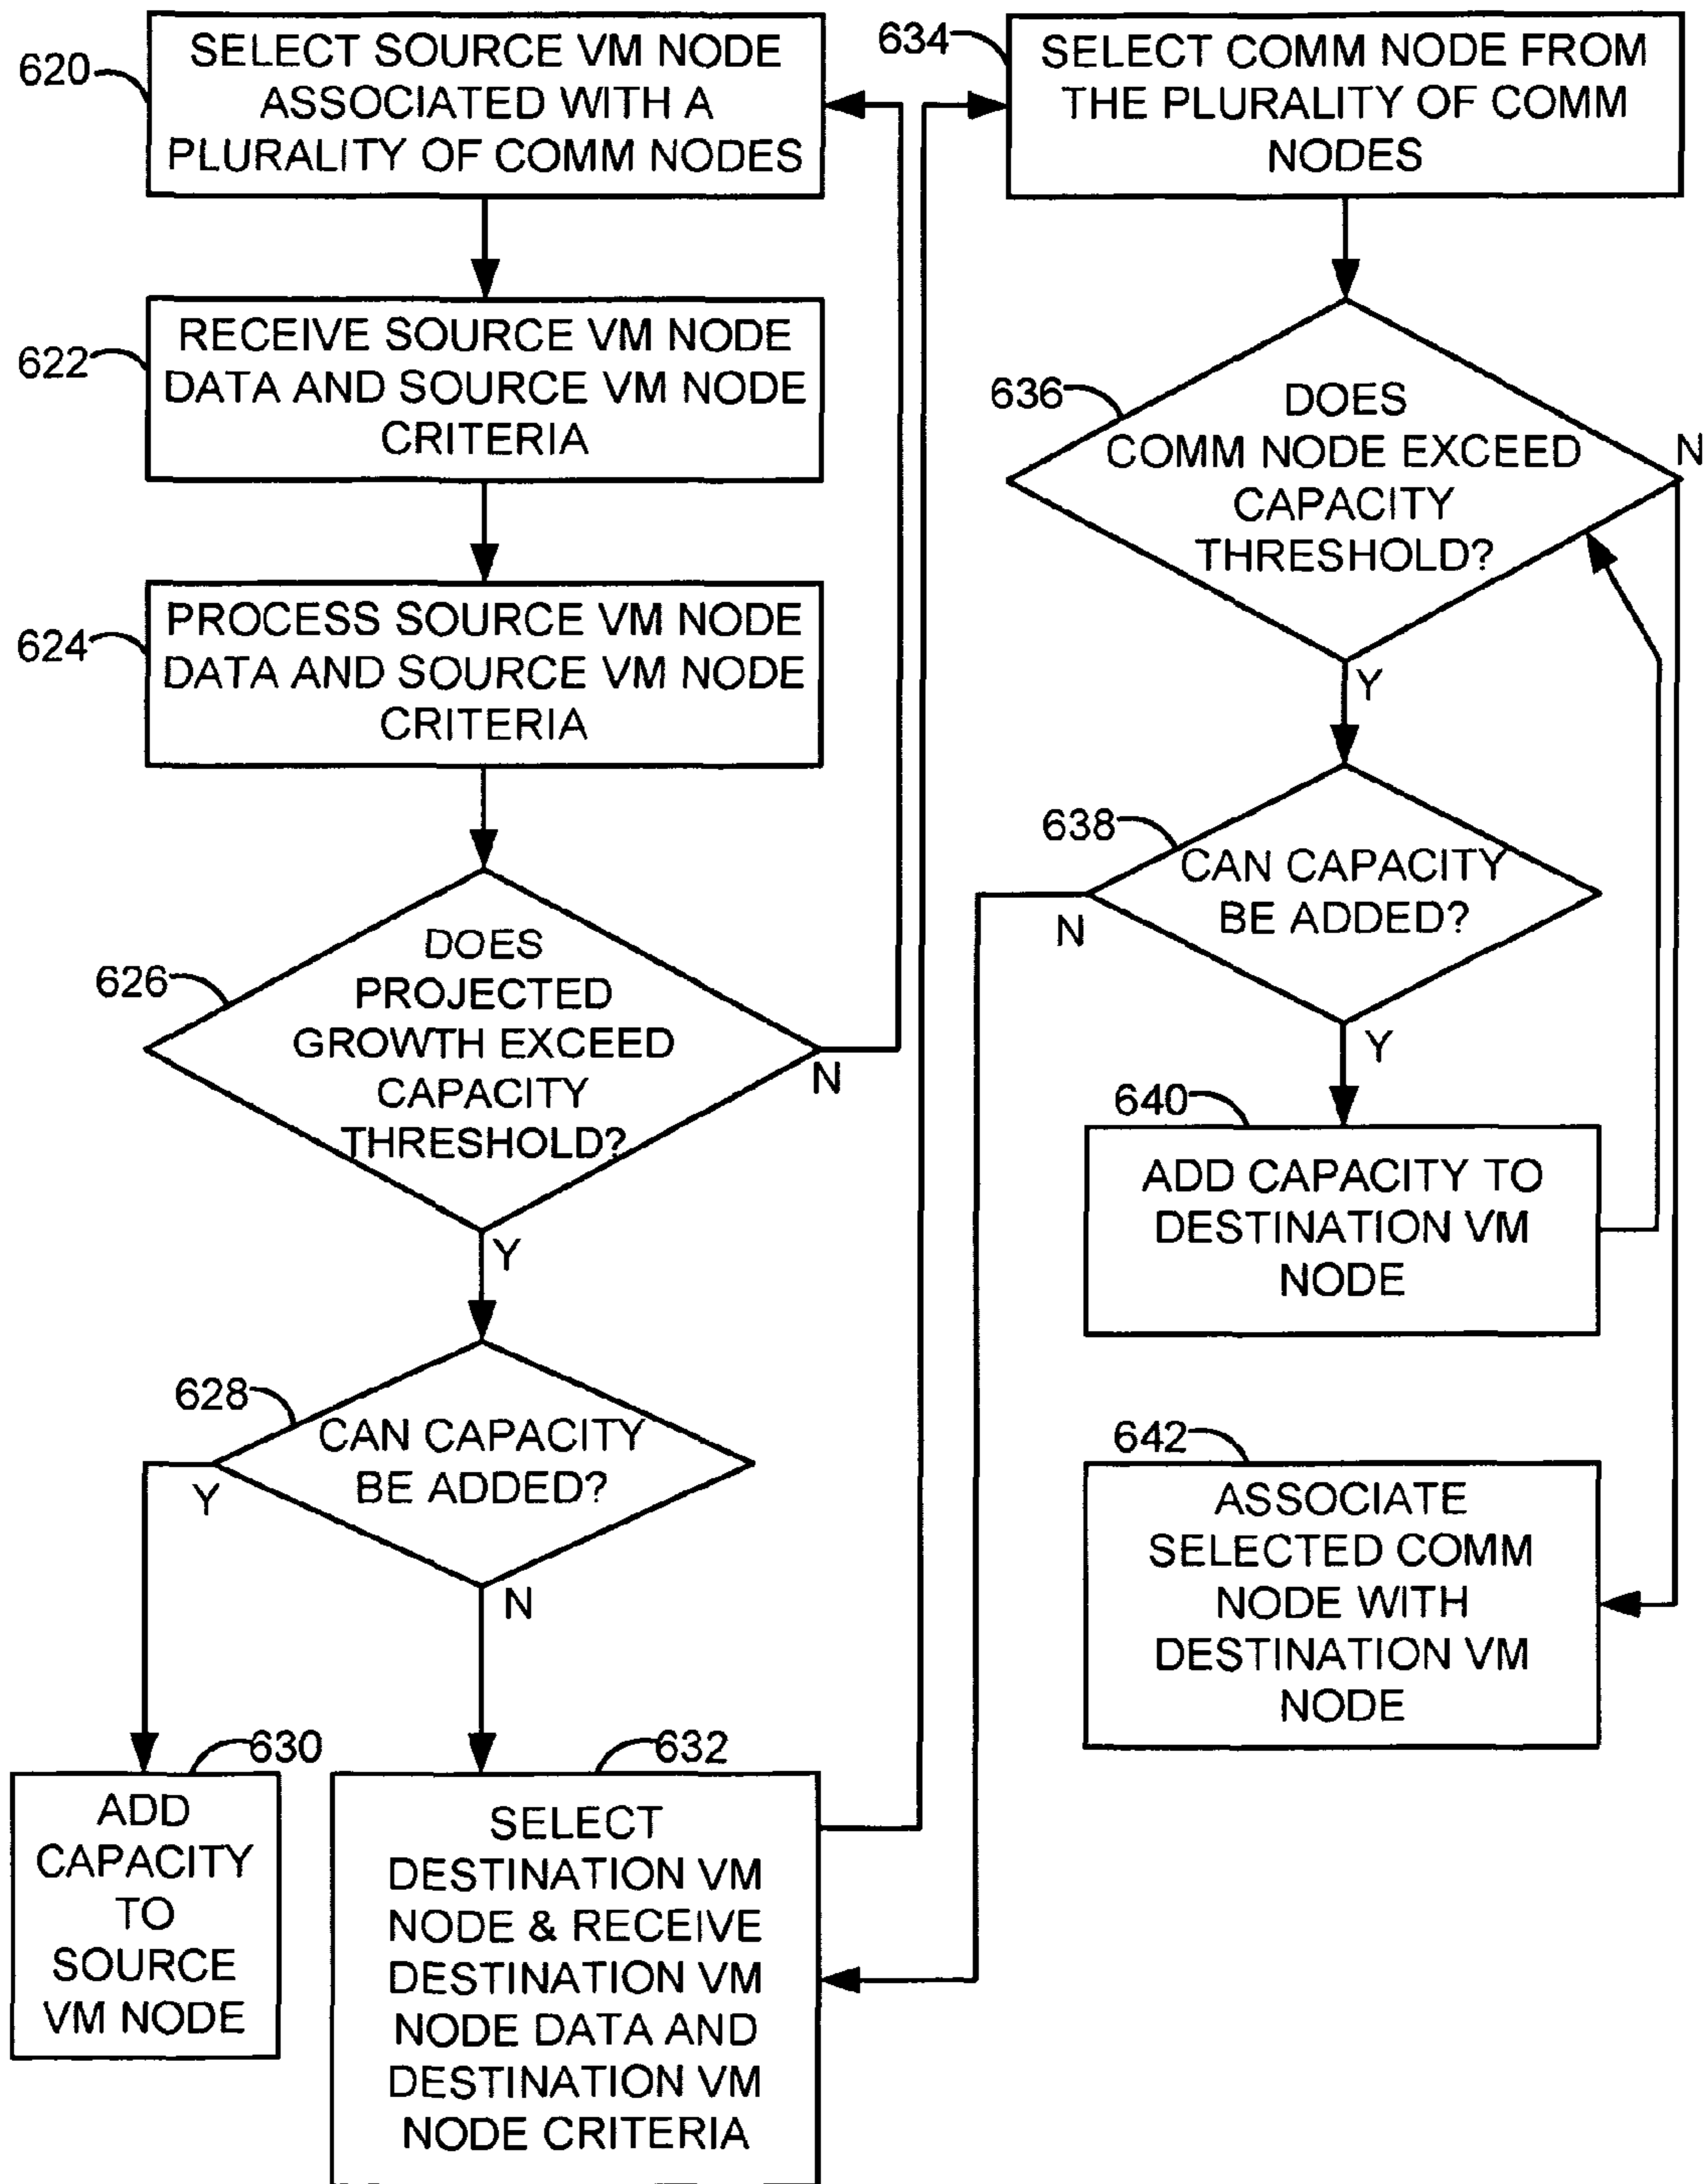 620
SELECT SOURCE VM NODE
ASSOCIATED WITH A
PLURALITY OF COMM NODES
622
RECEIVE SOURCE VM NODE
DATA AND SOURCE VM NODE
CRITERIA
624
PROCESS SOURCE VM NODE
DATA AND SOURCE VM NODE
CRITERIA
626
DOES
PROJECTED
GROWTH EXCEED
CAPACITY
THRESHOLD?
N
Y
628
CAN CAPACITY
BE ADDED?
Y
N
630
ADD
CAPACITY
TO
SOURCE
VM NODE
632
SELECT
DESTINATION VM
NODE & RECEIVE
DESTINATION VM
NODE DATA AND
DESTINATION VM
NODE CRITERIA
634
SELECT COMM NODE FROM
THE PLURALITY OF COMM
NODES
636
DOES
COMM NODE EXCEED
CAPACITY
THRESHOLD?
N
Y
638
CAN CAPACITY
BE ADDED?
N
Y
640
ADD CAPACITY TO
DESTINATION VM
NODE
642
ASSOCIATE
SELECTED COMM
NODE WITH
DESTINATION VM
NODE